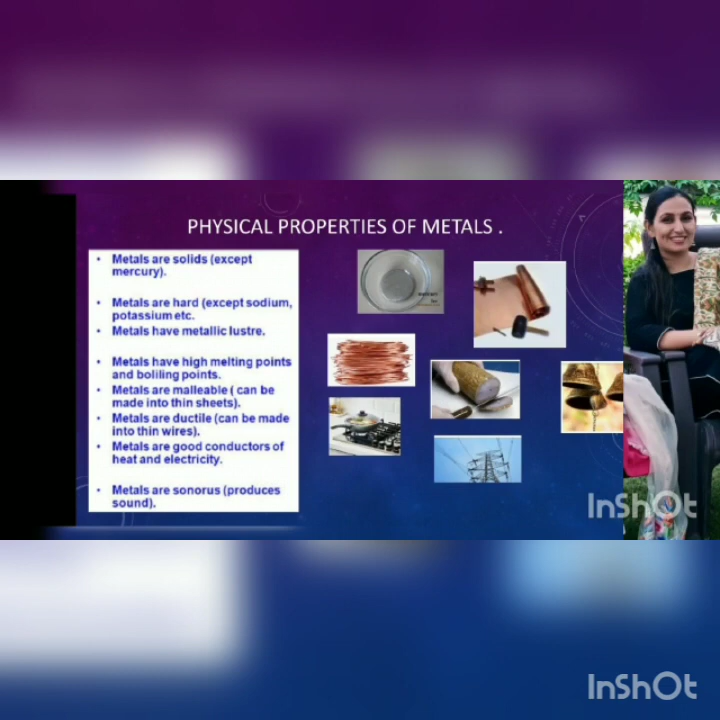 PHYSICAL PROPERTIES OF METALS .
• Metals are solids (except
mercury).
• Metals are hard (except sodium,
potassium etc.
• Metals have metallic lustre.
• Metals have high melting points
and boliling points.
• Metals are malleable ( can be
made into thin sheets).
• Metals are ductile (can be made
into thin wires).
• Metals are good conductors of
heat and electricity.
• Metals are sonorus (produces
sound).
InShOt
InShOt